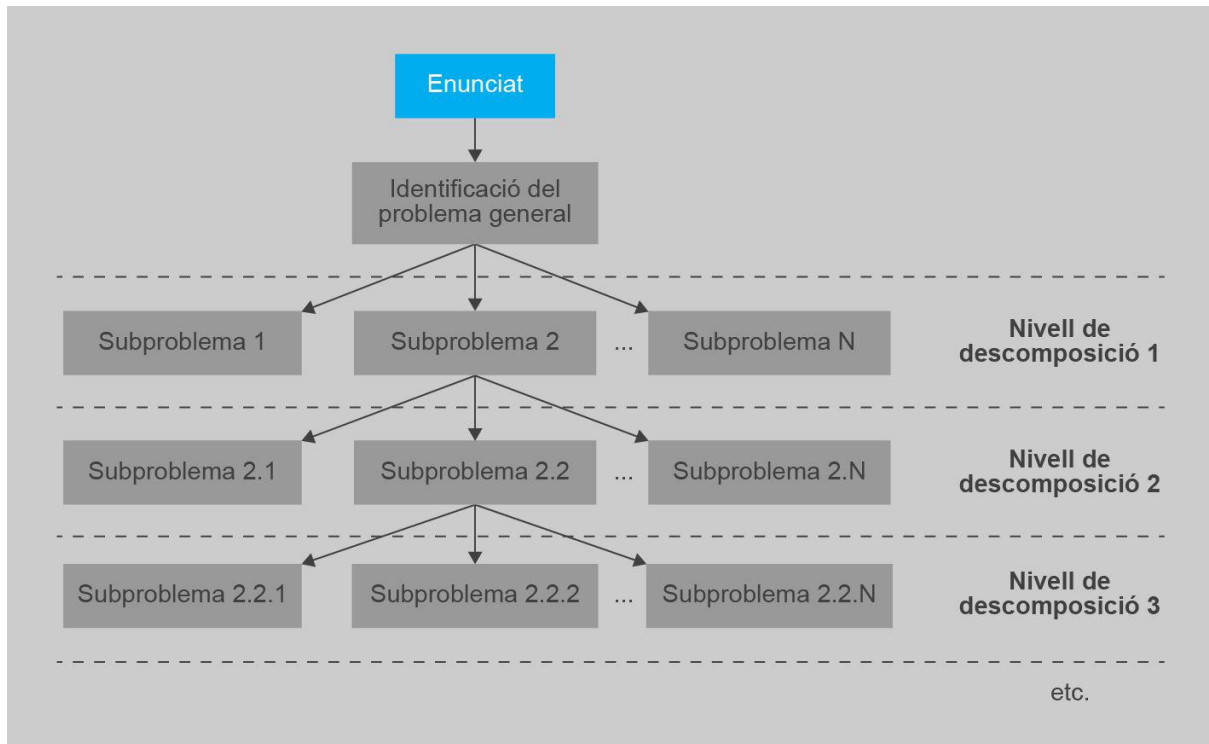 Enunciat
Identificació del
problema general
Subproblema 1
Subproblema 2
...
Subproblema N
Nivell de
descomposició 1
Subproblema 2.1
Subproblema 2.2
...
Subproblema 2.N
Nivell de
descomposició 2
Subproblema 2.2.1
Subproblema 2.2.2
...
Subproblema 2.2.N
Nivell de
descomposició 3
etc.